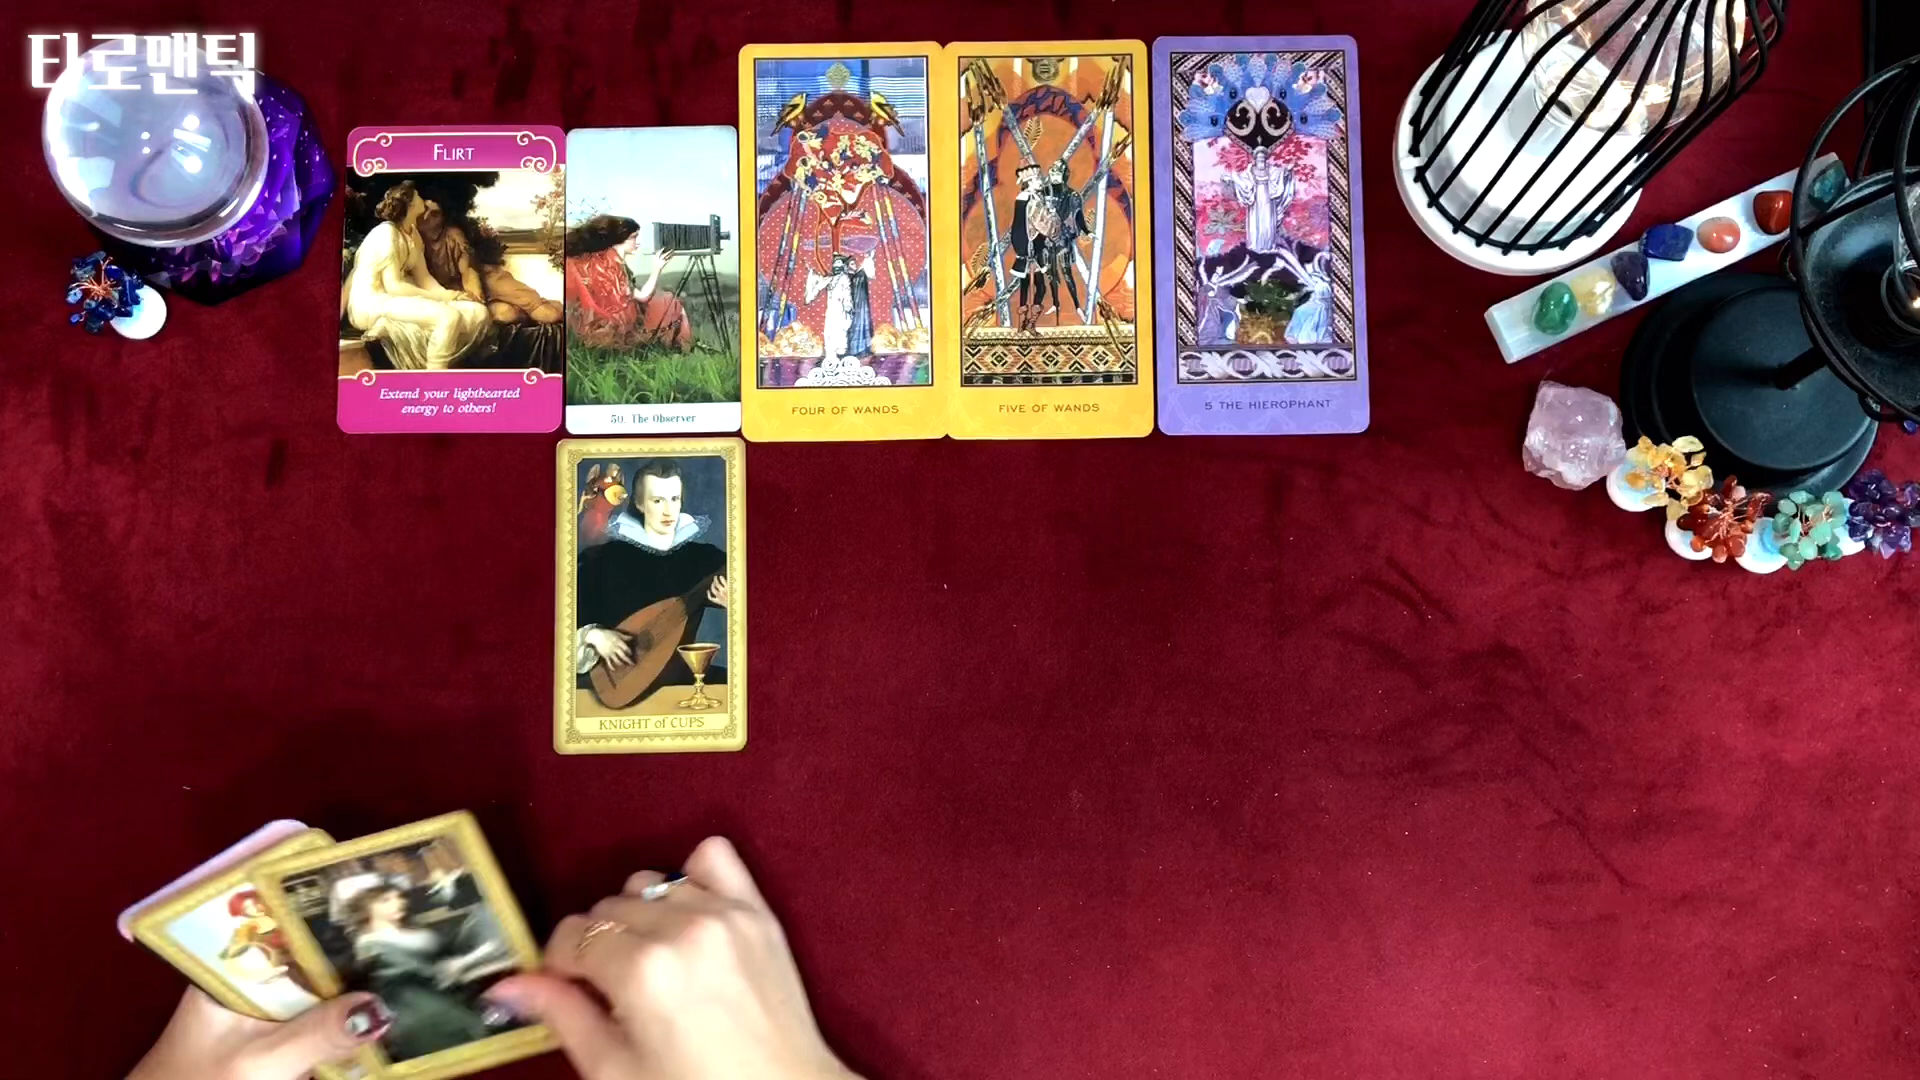 타로맨틱
FLIRT
Extend your lighthearted
energy to others!
50. The Observer
FOUR OF WANDS
FIVE OF WANDS
5 THE HIEROPHANT
KNIGHT of CUPS